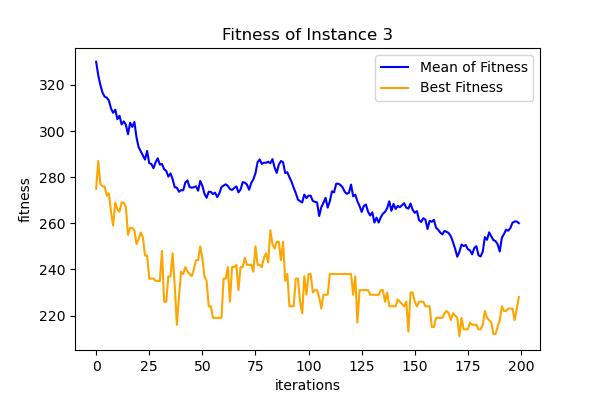 Fitness of Instance 3
Mean of Fitness
Best Fitness
fitness
320
300
280
260
240
220
0 25 50 75 100 125 150 175 200
iterations